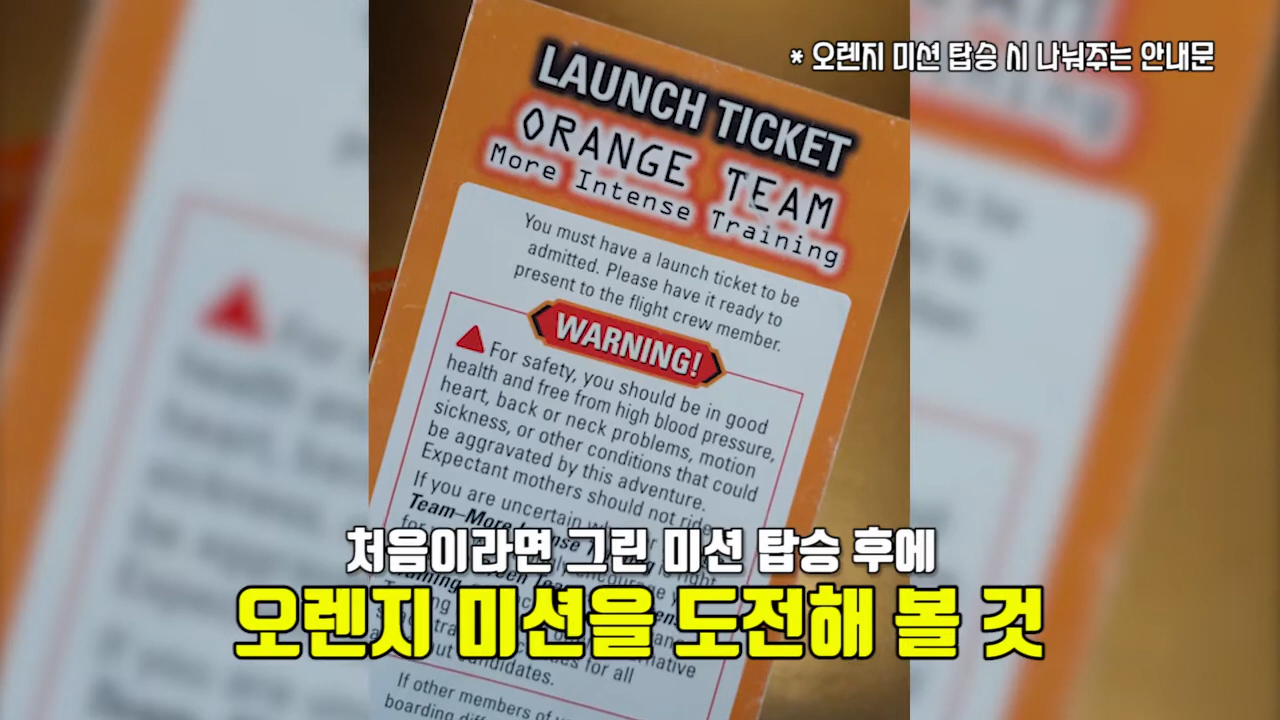 * 오렌지 미션 탑승 시 나눠주는 안내문
LAUNCH TICKET
ORANGE TEAM
More Intense Training
You must have a launch ticket to be
admitted. Please have it ready to
present to the flight crew member.
WARNING!
For safety, you should be in good
health and free from high blood pressure,
heart, back or neck problems, motion
sickness, or other conditions that could
be aggravated by this adventure.
Expectant mothers should not ride.
If you are uncertain
Team–More
for all
candidates.
If other members of
boarding
처음이라면 그린 미션 탑승 후에
오렌지 미션을 도전해 볼 것